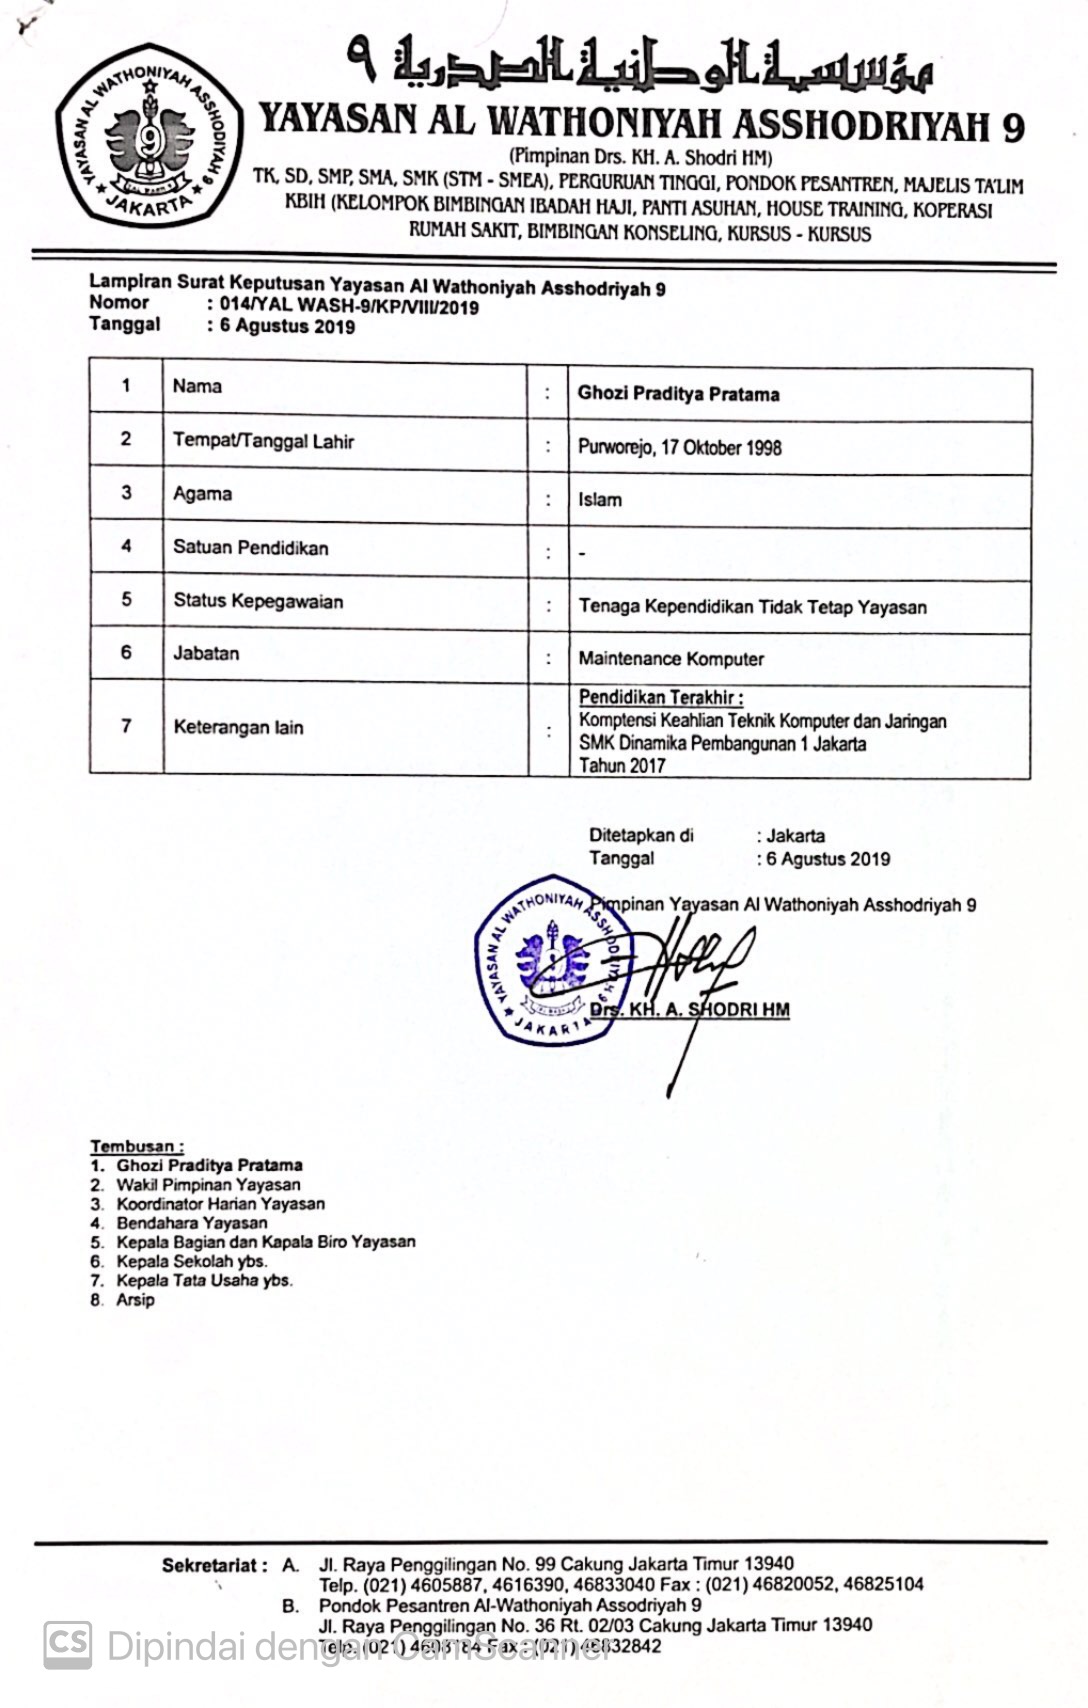 مؤسسة الوطنية الصدرية ٩
YAYASAN AL WATHONIYAH ASSHODRIYAH 9
(Pimpinan Drs. KH. A. Shodri HM)
TK, SD, SMP, SMA, SMK (STM - SMEA), PERGURUAN TINGGI, PONDOK PESANTREN, MAJELIS TA'LIM
KBIH (KELOMPOK BIMBINGAN IBADAH HAJI, PANTI ASUHAN, HOUSE TRAINING, KOPERASI
RUMAH SAKIT, BIMBINGAN KONSELING, KURSUS - KURSUS
YAYASAN AL WATHONIYAH ASSHODRIYAH 9
9
JAKARTA
Lampiran Surat Keputusan Yayasan Al Wathoniyah Asshodriyah 9
Nomor : 014/YAL WASH-9/KP/VIII/2019
Tanggal : 6 Agustus 2019
1 Nama : Ghozi Praditya Pratama
2 Tempat/Tanggal Lahir : Purworejo, 17 Oktober 1998
3 Agama : Islam
4 Satuan Pendidikan : -
5 Status Kepegawaian : Tenaga Kependidikan Tidak Tetap Yayasan
6 Jabatan : Maintenance Komputer
7 Keterangan lain : Pendidikan Terakhir :
Komptensi Keahlian Teknik Komputer dan Jaringan
SMK Dinamika Pembangunan 1 Jakarta
Tahun 2017
Ditetapkan di : Jakarta
Tanggal : 6 Agustus 2019
Pimpinan Yayasan Al Wathoniyah Asshodriyah 9
YAYASAN AL WATHONIYAH ASSHODRIYAH 9
JAKARTA
Drs. KH. A. SHODRI HM
Tembusan :
1. Ghozi Praditya Pratama
2. Wakil Pimpinan Yayasan
3. Koordinator Harian Yayasan
4. Bendahara Yayasan
5. Kepala Bagian dan Kapala Biro Yayasan
6. Kepala Sekolah ybs.
7. Kepala Tata Usaha ybs.
8. Arsip
Sekretariat : A. Jl. Raya Penggilingan No. 99 Cakung Jakarta Timur 13940
Telp. (021) 4605887, 4616390, 46833040 Fax : (021) 46820052, 46825104
B. Pondok Pesantren Al-Wathoniyah Assodriyah 9
Jl. Raya Penggilingan No. 36 Rt. 02/03 Cakung Jakarta Timur 13940
Telp. (021) 4608184 Fax : (021) 46832842
CS Dipindai dengan CamScanner